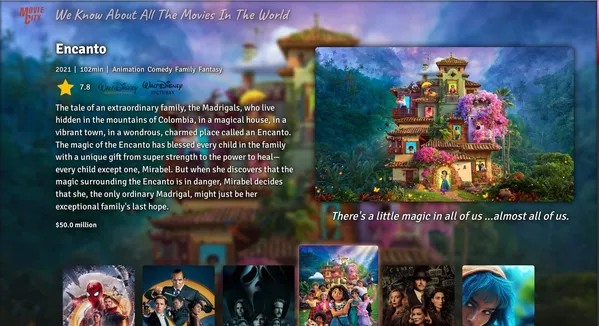 MOVIE CITY
We Know About All The Movies In The World
Encanto
2021 | 102min | Animation Comedy Family Fantasy
7.8 Walt Disney WALT DISNEY PICTURES
The tale of an extraordinary family, the Madrigals, who live
hidden in the mountains of Colombia, in a magical house, in a
vibrant town, in a wondrous, charmed place called an Encanto.
The magic of the Encanto has blessed every child in the family
with a unique gift from super strength to the power to heal—
every child except one, Mirabel. But when she discovers that the
magic surrounding the Encanto is in danger, Mirabel decides
that she, the only ordinary Madrigal, might just be her
exceptional family's last hope.
There's a little magic in all of us ...almost all of us.
$50.0 million